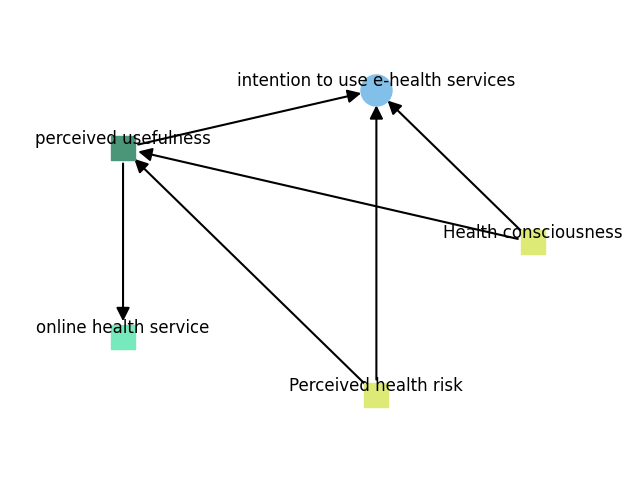 intention to use e-health services
perceived usefulness
Health consciousness
online health service
Perceived health risk